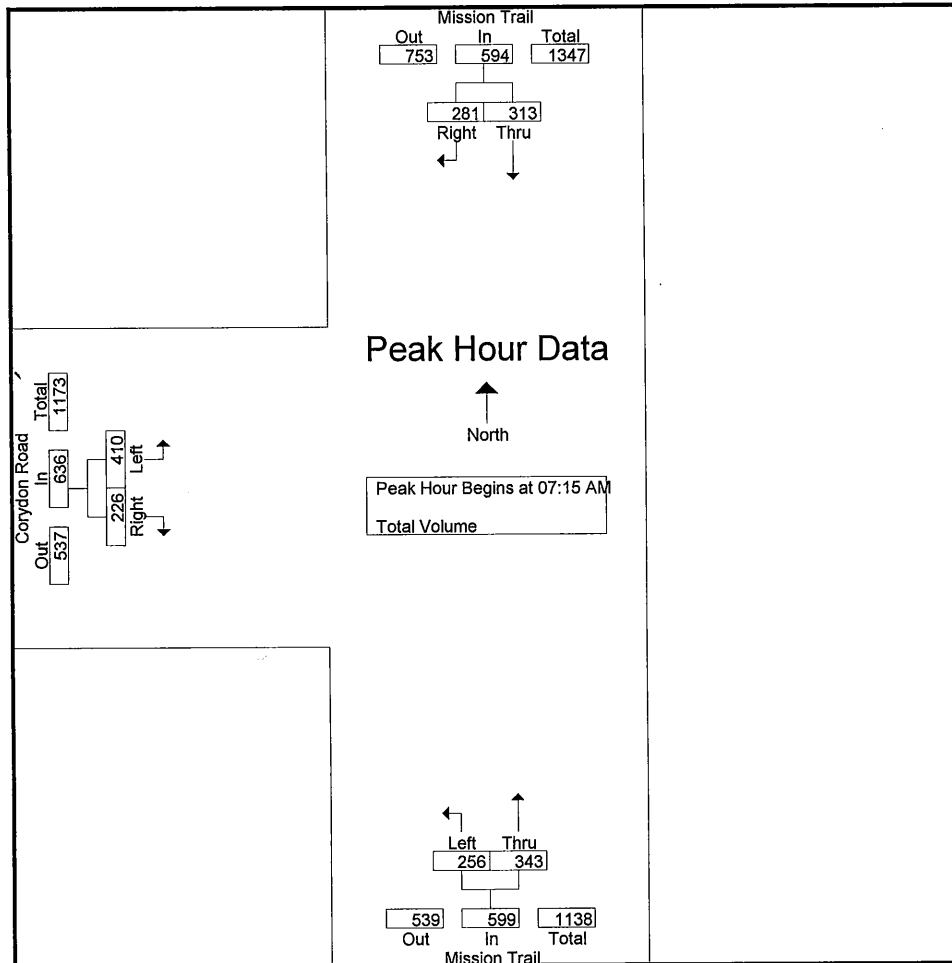 Mission Trail
Out In Total
753 594 1347
281 313
Right Thru
Peak Hour Data
North
Peak Hour Begins at 07:15 AM
Total Volume
Corydon Road
Out In Total
537 636 1173
226 410
Right Left
Left Thru
256 343
539 599 1138
Out In Total
Mission Trail